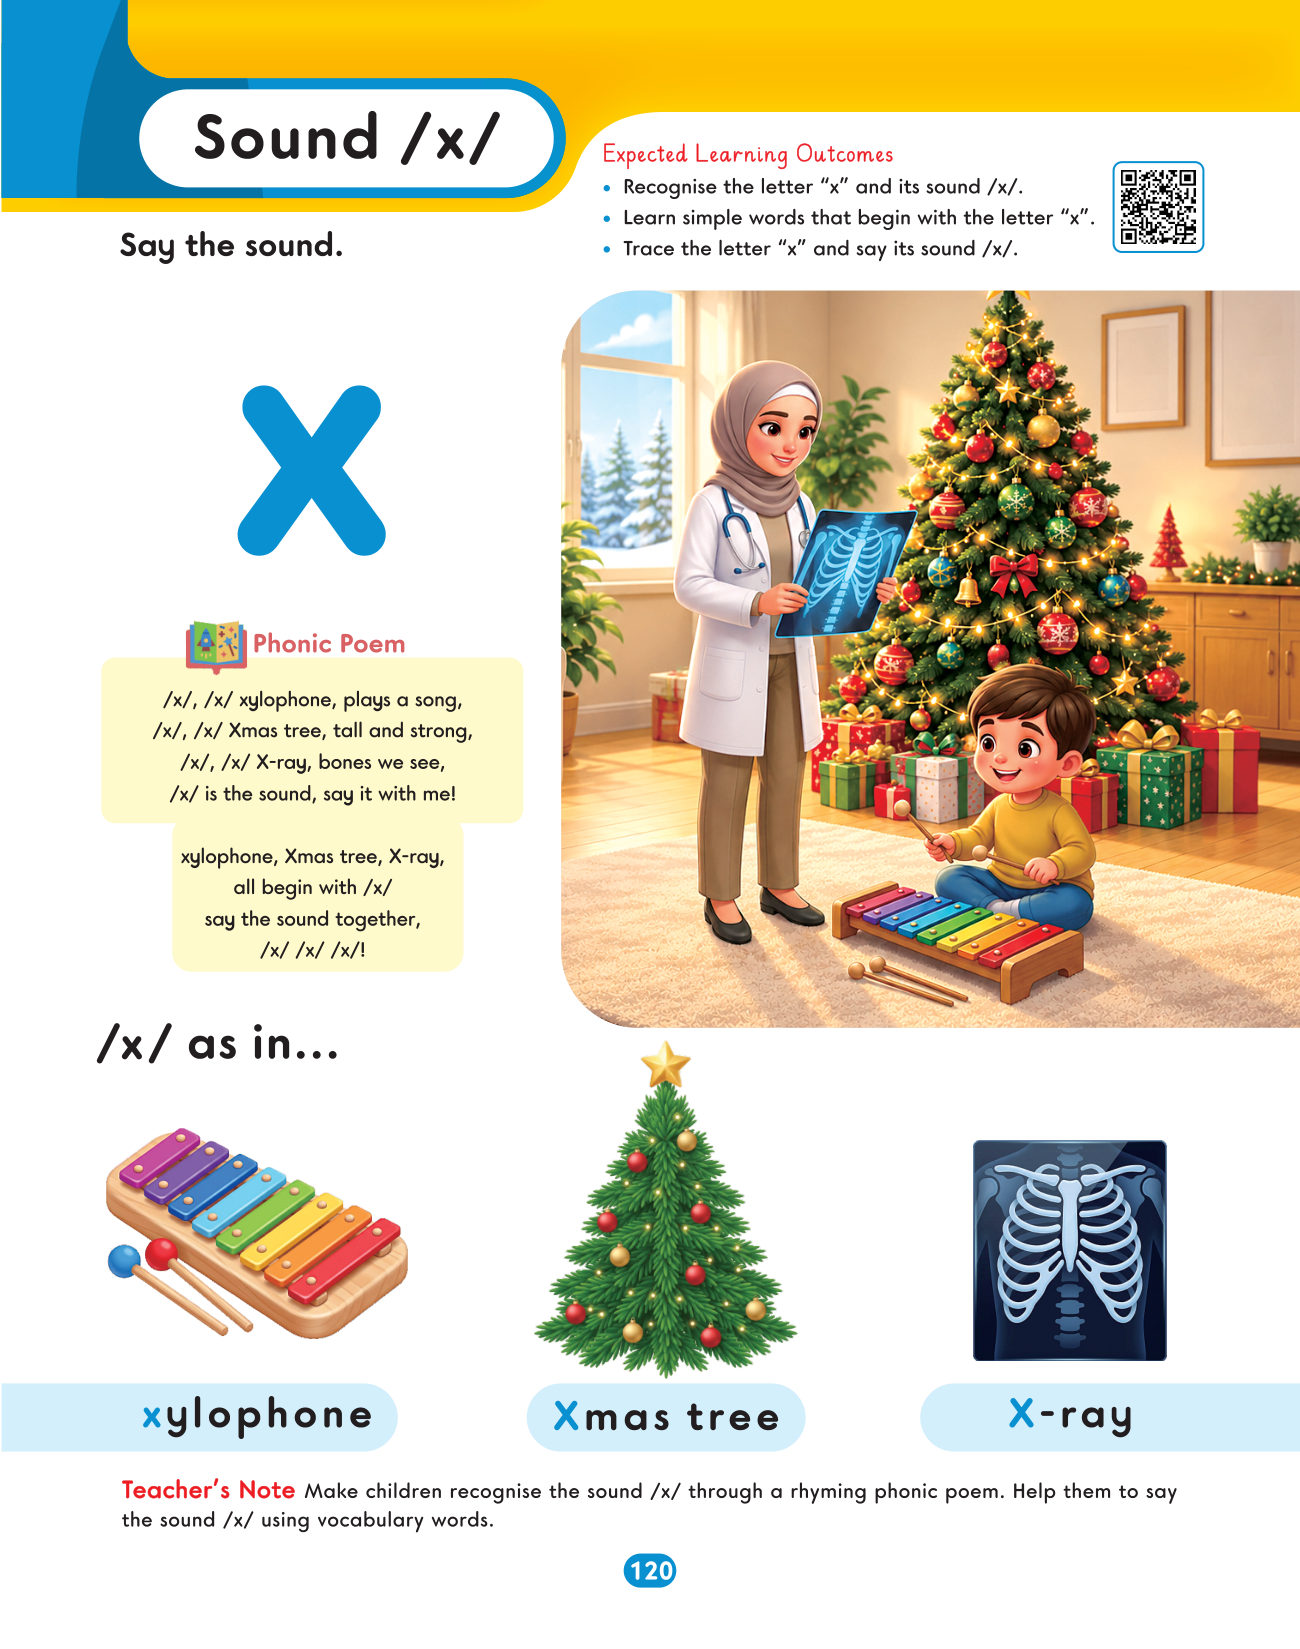 Sound /x/
Expected Learning Outcomes
• Recognise the letter “x” and its sound /x/.
• Learn simple words that begin with the letter “x”.
• Trace the letter “x” and say its sound /x/.
Say the sound.
x
Phonic Poem
/x/, /x/ xylophone, plays a song,
/x/, /x/ Xmas tree, tall and strong,
/x/, /x/ X-ray, bones we see,
/x/ is the sound, say it with me!
xylophone, Xmas tree, X-ray,
all begin with /x/
say the sound together,
/x/ /x/ /x/!
/x/ as in...
xylophone
Xmas tree
X-ray
Teacher’s Note Make children recognise the sound /x/ through a rhyming phonic poem. Help them to say
the sound /x/ using vocabulary words.
120